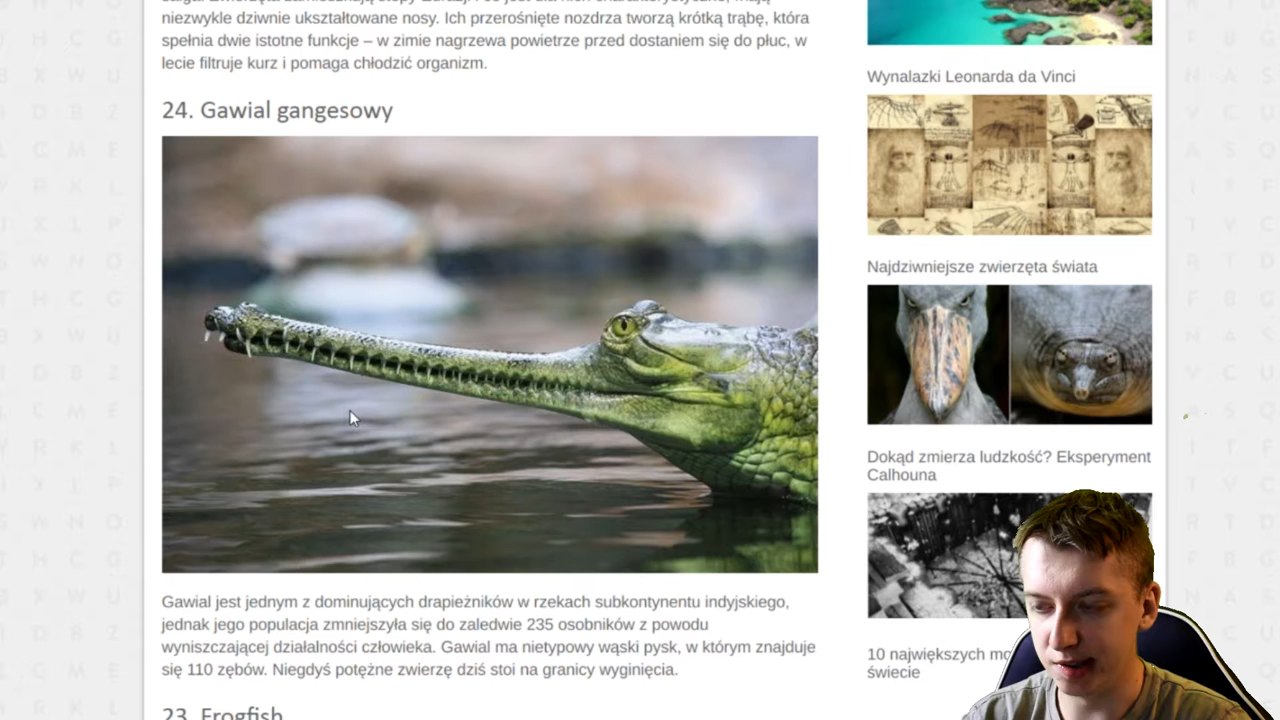 niezwykle dziwnie ukształtowane nosy. Ich przerośnięte nozdrza tworzą krótką trąbę, która
spełnia dwie istotne funkcje – w zimie nagrzewa powietrze przed dostaniem się do płuc, w
lecie filtruje kurz i pomaga chłodzić organizm.
24. Gawial gangesowy
Gawial jest jednym z dominujących drapieżników w rzekach subkontynentu indyjskiego,
jednak jego populacja zmniejszyła się do zaledwie 235 osobników z powodu
wyniszczającej działalności człowieka. Gawial ma nietypowy wąski pysk, w którym znajduje
się 110 zębów. Niegdyś potężne zwierzę dziś stoi na granicy wyginięcia.
23. Frogfish
Wynalazki Leonarda da Vinci
Najdziwniejsze zwierzęta świata
Dokąd zmierza ludzkość? Eksperyment
Calhouna
10 największych
świecie